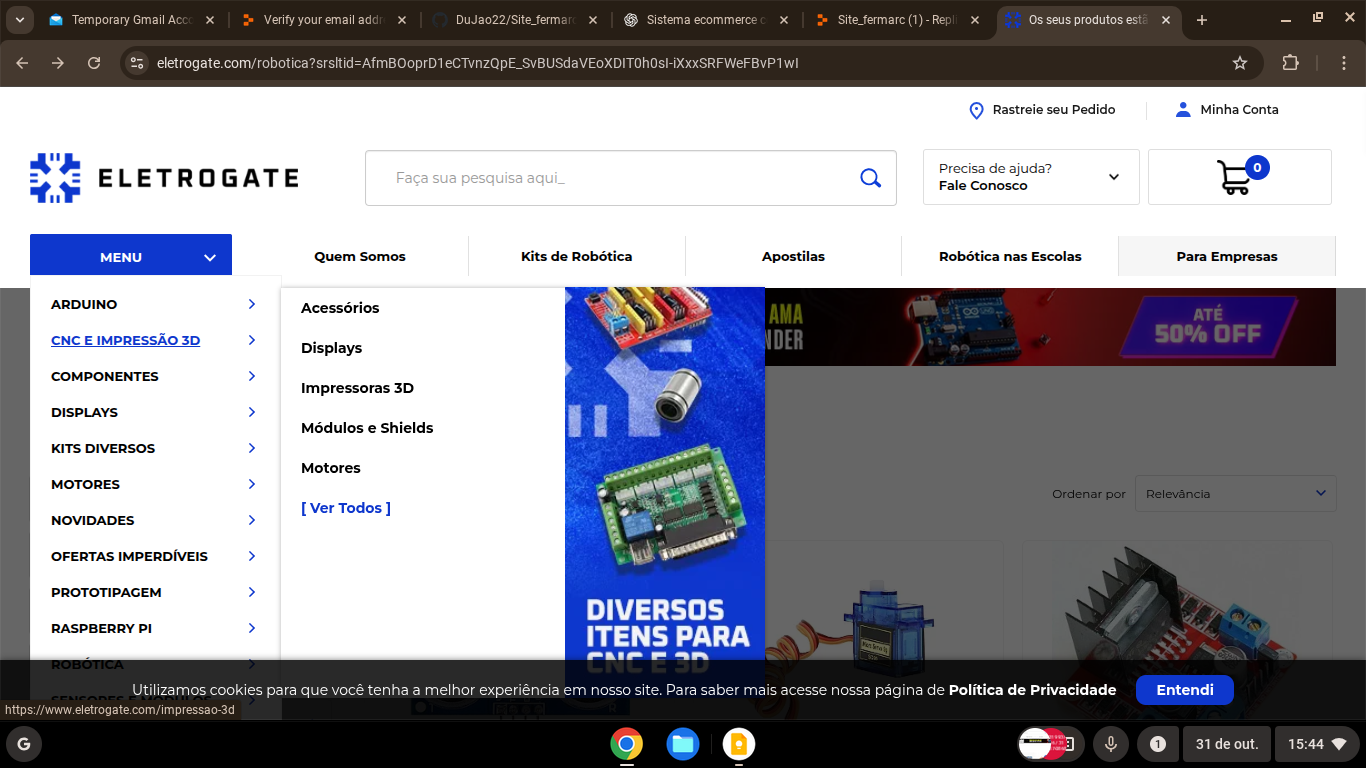 Temporary Gmail Acco
Verify your email addre
DuJao22/Site_fermarc
Sistema ecommerce c
Site_fermarc (1) - Repli
Os seus produtos estã
eletrogate.com/robotica?srsltid=AfmBOoprD1eCTvnzQpE_SvBUSdaVEoXDIT0h0sI-iXxxSRFWeFBvP1wI
Rastreie seu Pedido
Minha Conta
ELETROGATE
Faça sua pesquisa aqui_
Precisa de ajuda?
Fale Conosco
0
MENU
Quem Somos
Kits de Robótica
Apostilas
Robótica nas Escolas
Para Empresas
ARDUINO
CNC E IMPRESSÃO 3D
COMPONENTES
DISPLAYS
KITS DIVERSOS
MOTORES
NOVIDADES
OFERTAS IMPERDÍVEIS
PROTOTIPAGEM
RASPBERRY PI
ROBÓTICA
SENSORES E MÓDULOS
Acessórios
Displays
Impressoras 3D
Módulos e Shields
Motores
[ Ver Todos ]
DIVERSOS
ITENS PARA
CNC E 3D
AMA
NDER
ATÉ
50% OFF
Ordenar por
Relevância
Utilizamos cookies para que você tenha a melhor experiência em nosso site. Para saber mais acesse nossa página de Política de Privacidade
Entendi
https://www.eletrogate.com/impressao-3d
G
1
31 de out.
15:44